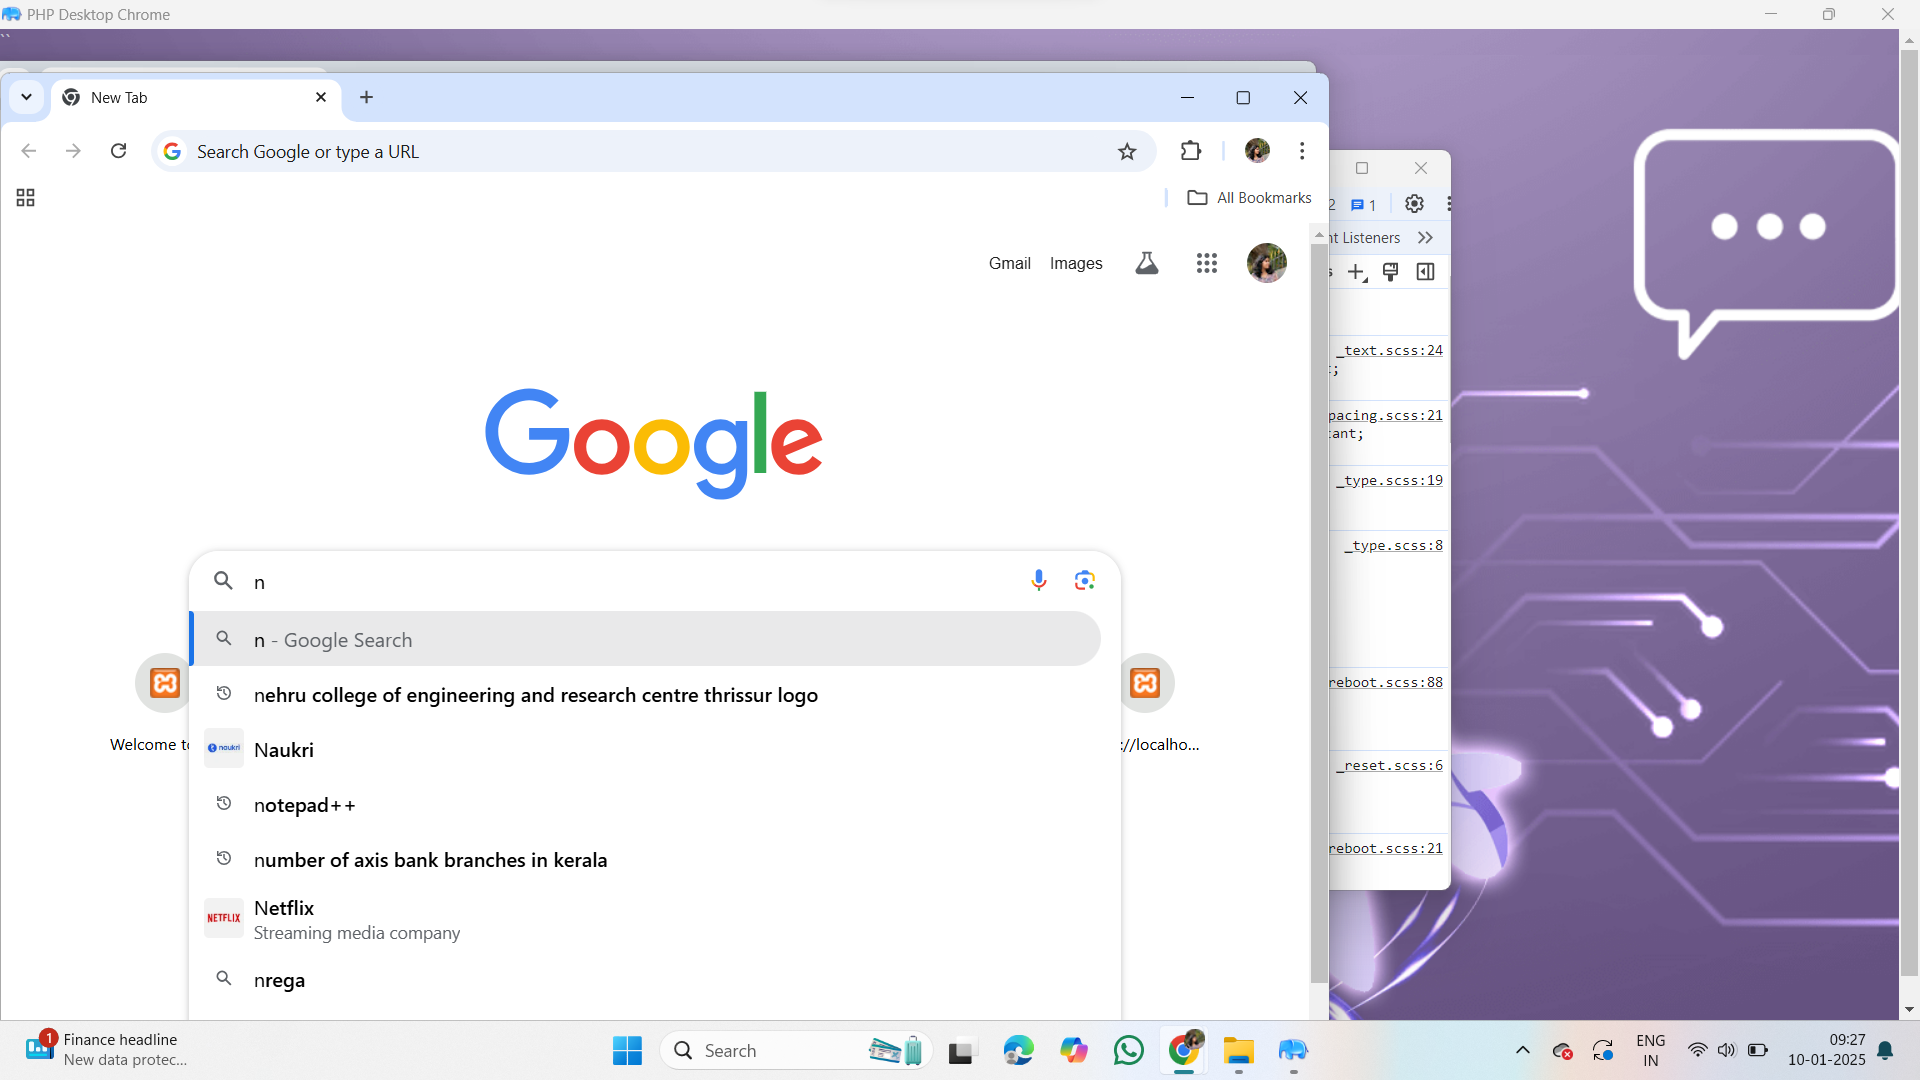 PHP Desktop Chrome
``
New Tab
Search Google or type a URL
All Bookmarks
2 1
nt Listeners
Gmail Images
s
Google
_text.scss:24
t;
pacing.scss:21
tant;
_type.scss:19
_type.scss:8
n
n - Google Search
nehru college of engineering and research centre thrissur logo
reboot.scss:88
naukri Naukri
Welcome to
://localho...
_reset.scss:6
notepad++
number of axis bank branches in kerala
reboot.scss:21
NETFLIX Netflix
Streaming media company
nrega
1 Finance headline
New data protec...
Search
ENG
IN
09:27
10-01-2025